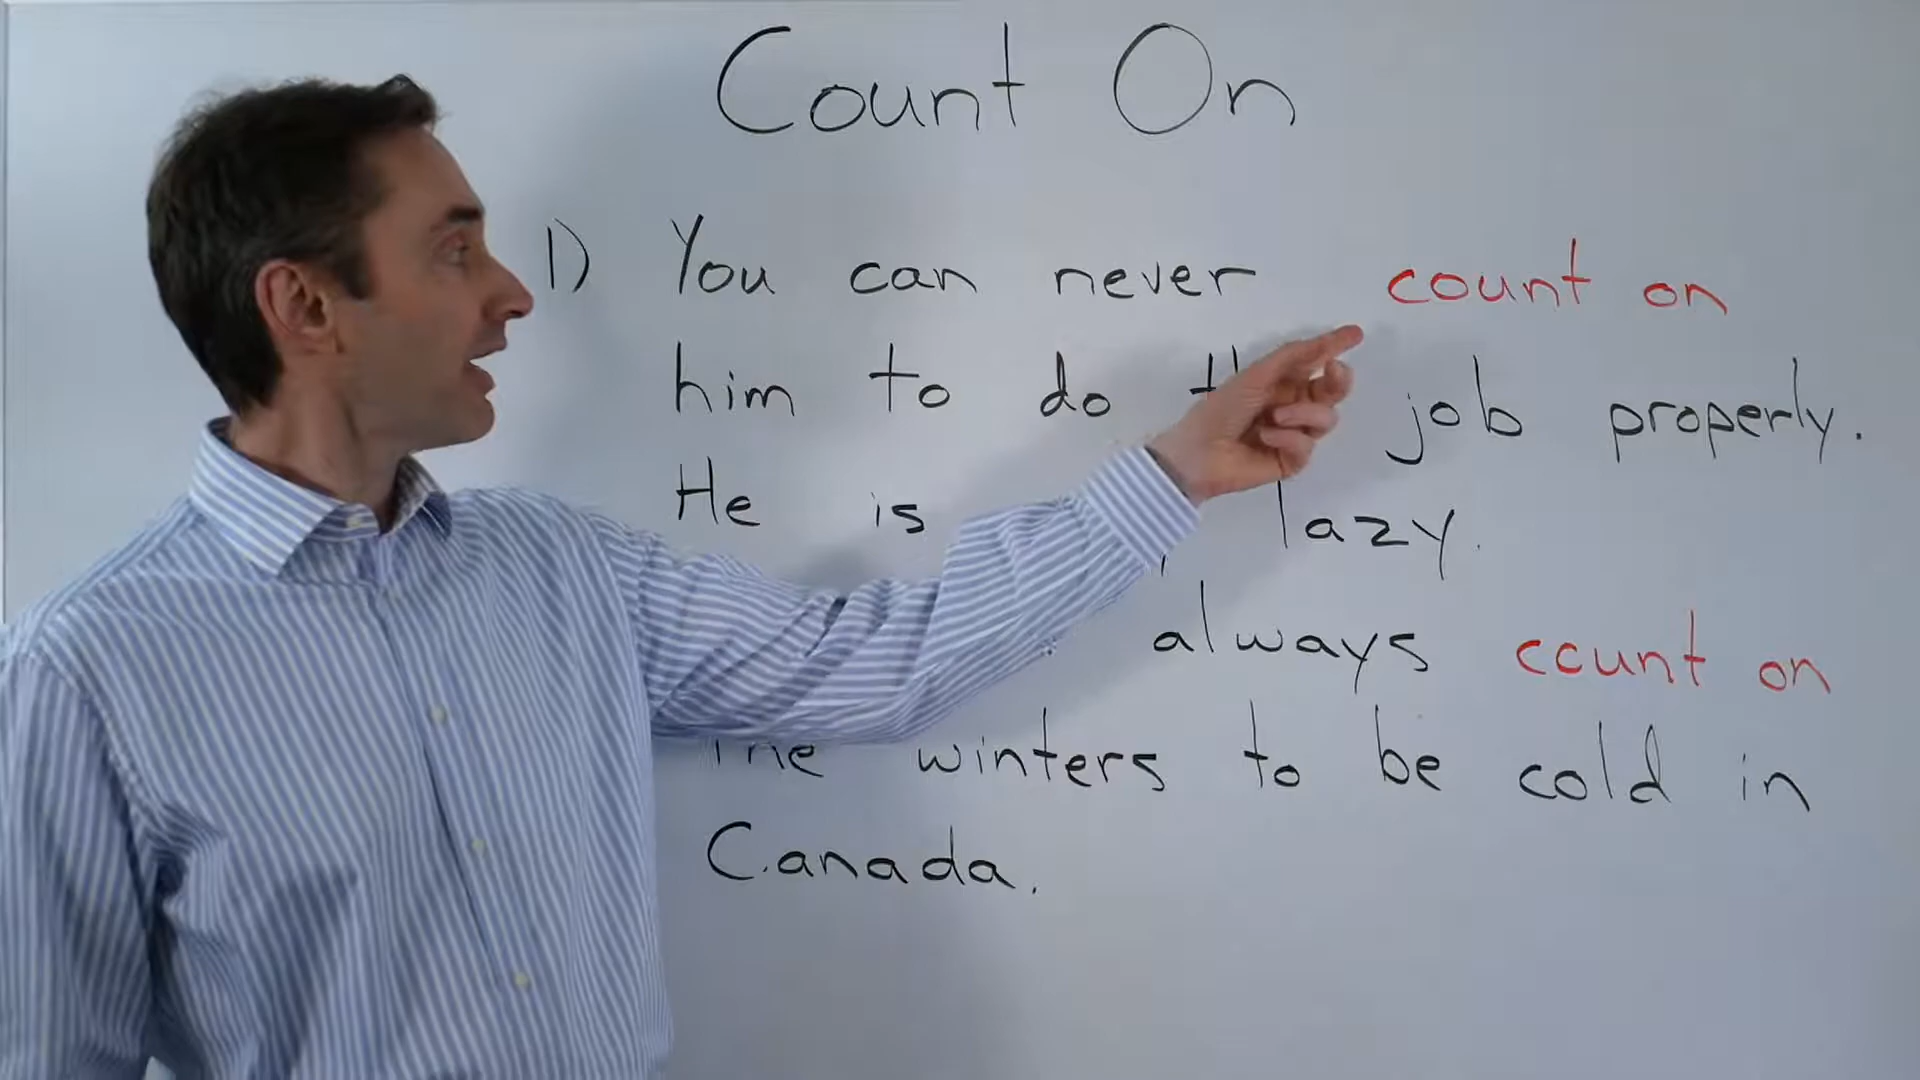 Count On
1) You can never count on
him to do job properly.
He is lazy.
always count on
The winters to be cold in
Canada.